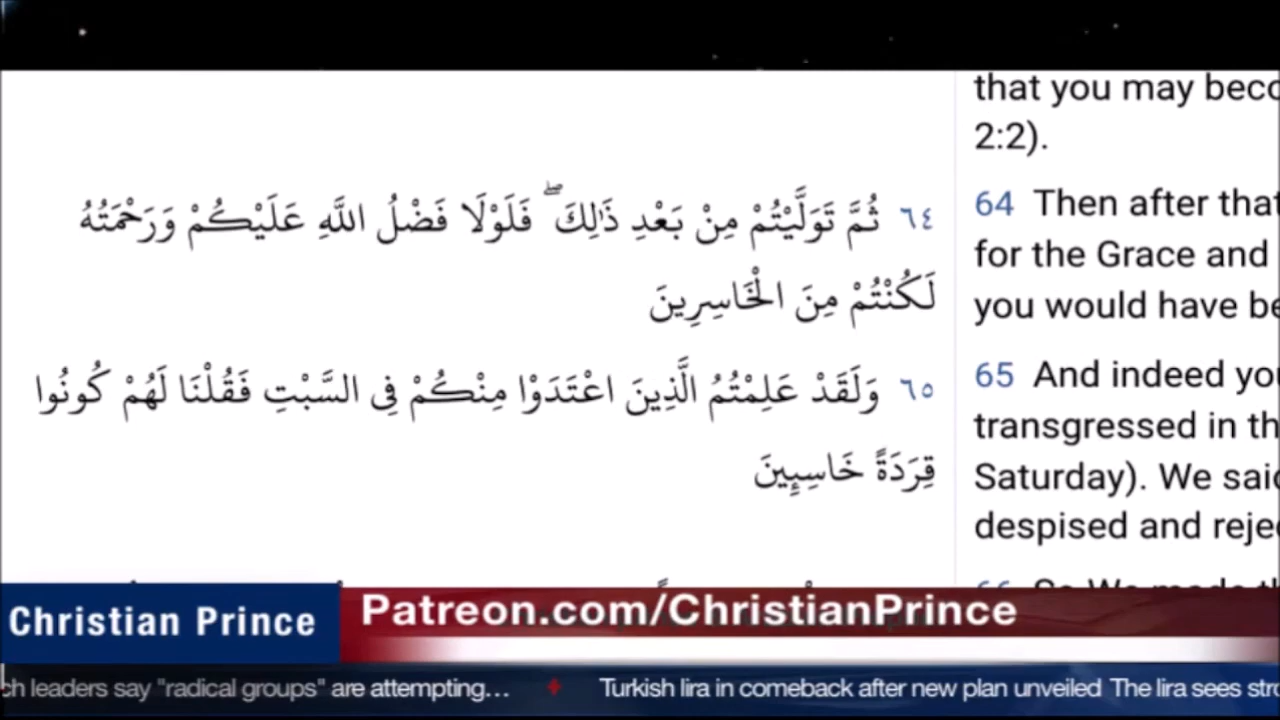 ٦٤ ثُمَّ تَوَلَّيْتُمْ مِنْ بَعْدِ ذَٰلِكَ ۖ فَلَوْلَا فَضْلُ اللَّهِ عَلَيْكُمْ وَرَحْمَتُهُ
لَكُنْتُمْ مِنَ الْخَاسِرِينَ
٦٥ وَلَقَدْ عَلِمْتُمُ الَّذِينَ اعْتَدَوْا مِنْكُمْ فِي السَّبْتِ فَقُلْنَا لَهُمْ كُونُوا
قِرَدَةً خَاسِئِينَ
that you may beco
2:2).
64 Then after that
for the Grace and
you would have be
65 And indeed you
transgressed in th
Saturday). We said
despised and reje
Christian Prince
Patreon.com/ChristianPrince
ch leaders say "radical groups" are attempting... Turkish lira in comeback after new plan unveiled The lira sees stro